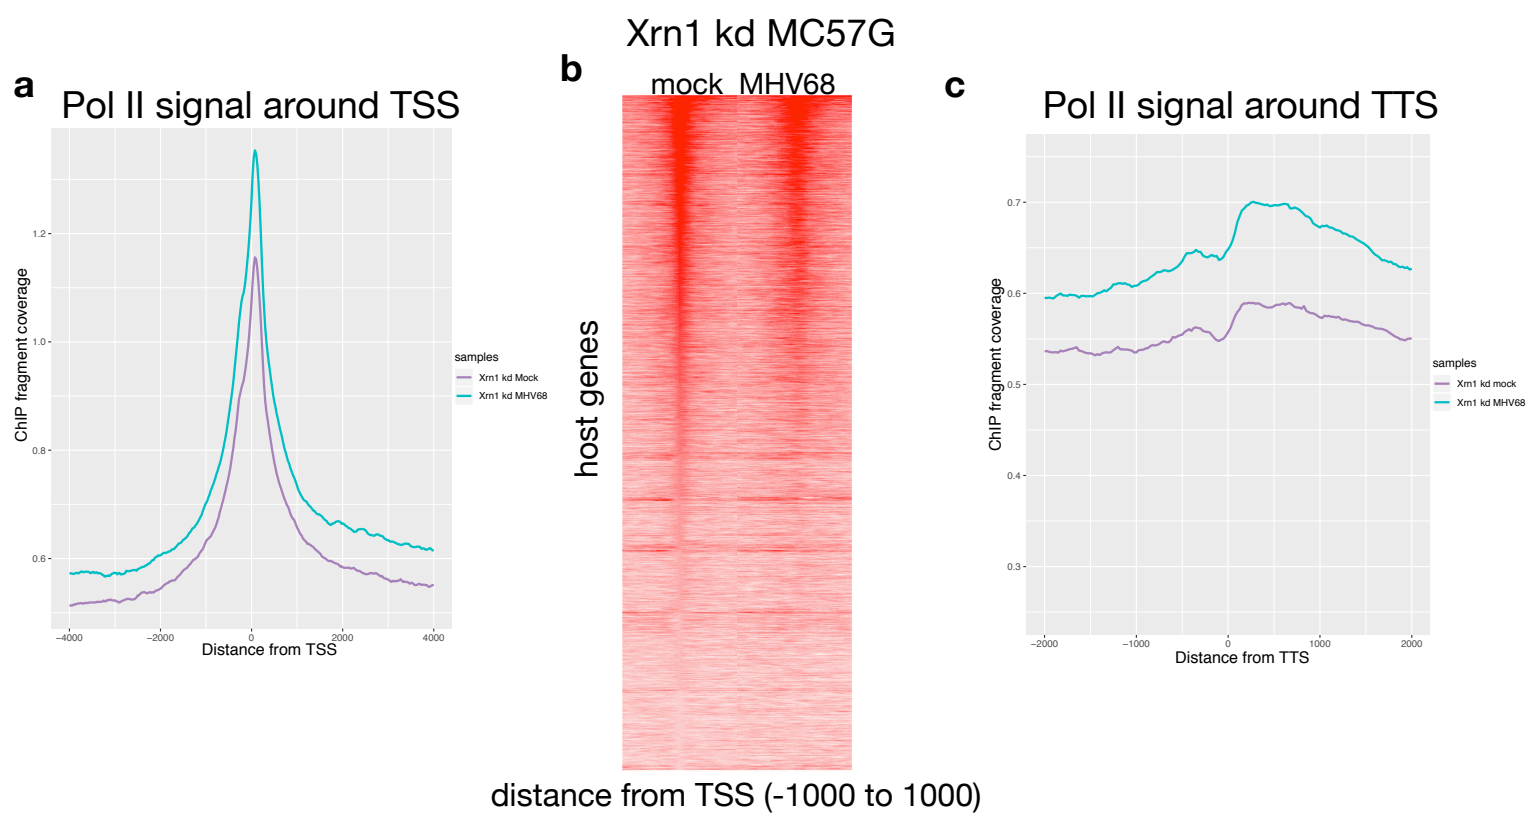 Xrn1 kd MC57G
a
Pol II signal around TSS
1.2
1.0
0.8
0.6
ChIP fragment coverage
−4000
−2000
0
2000
4000
Distance from TSS
samples
Xrn1 kd Mock
Xrn1 kd MHV68
b
mock MHV68
host genes
distance from TSS (-1000 to 1000)
c
Pol II signal around TTS
0.7
0.6
0.5
0.4
0.3
ChIP fragment coverage
−2000
−1000
0
1000
2000
Distance from TTS
samples
Xrn1 kd mock
Xrn1 kd MHV68